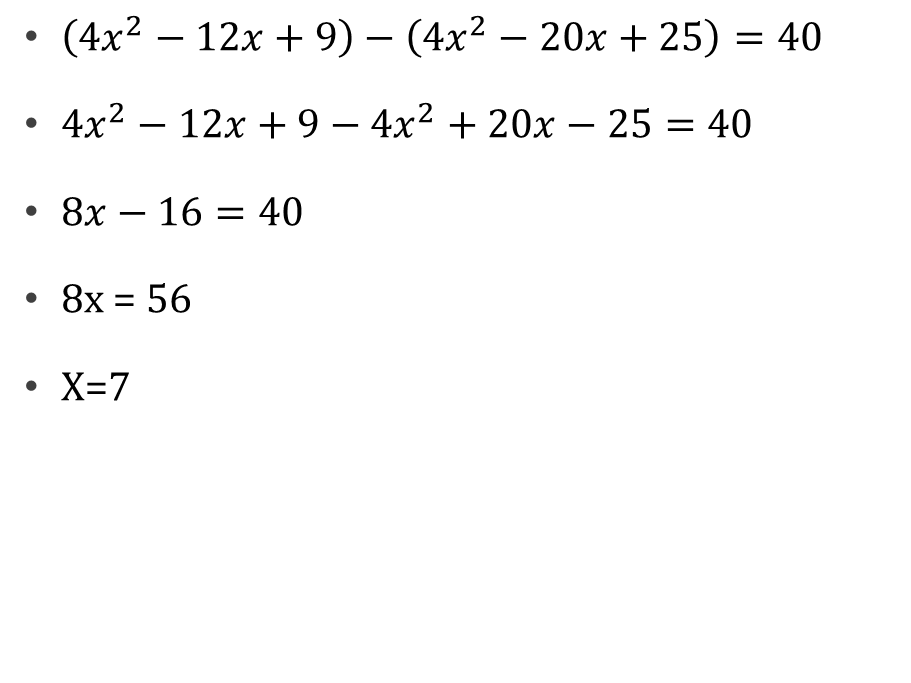 • (4x² − 12x + 9) − (4x² − 20x + 25) = 40
• 4x² − 12x + 9 − 4x² + 20x − 25 = 40
• 8x − 16 = 40
• 8x = 56
• X=7